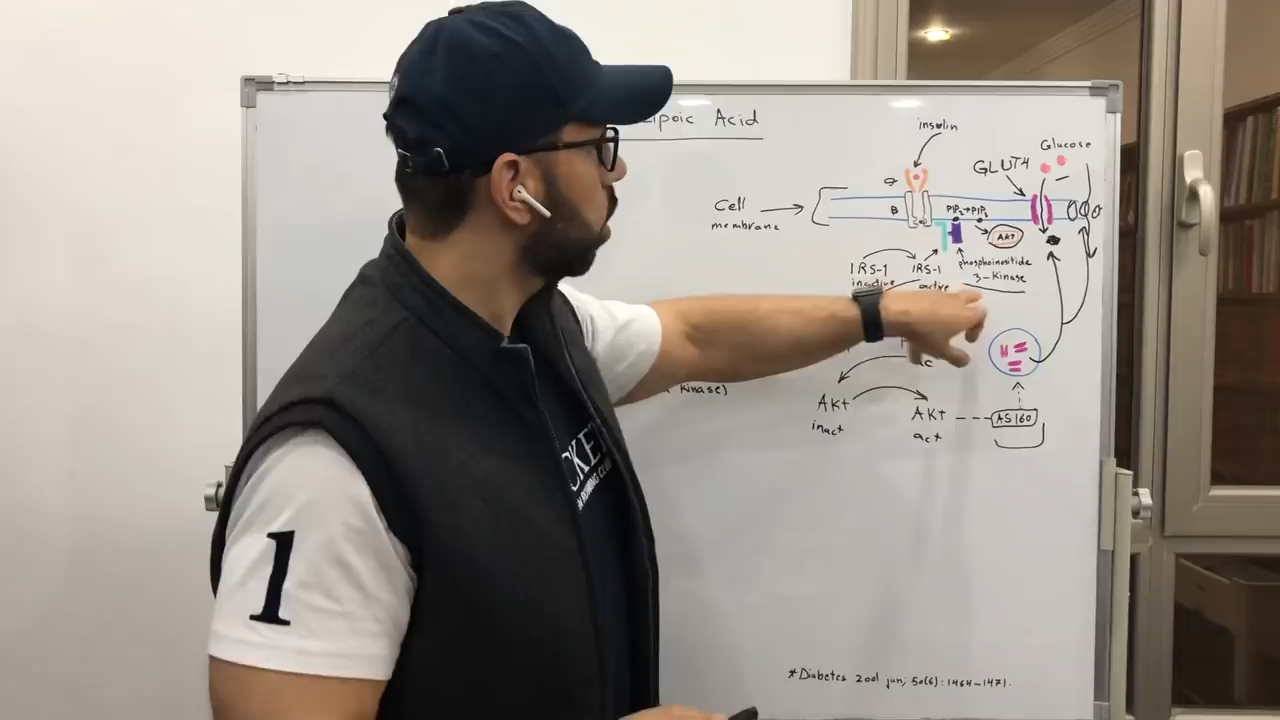 Lipoic Acid
insulin
Glucose
GLUT4
α
Cell
membrane
B
PIP2→PIP3
AKT
IRS-1
inactive
IRS-1
active
phosphoinositide
3-Kinase
Kinase)
AKt
inact
AKt
act
AS160
1
*Diabetes 2001 jun; 50(6): 1464-1471.